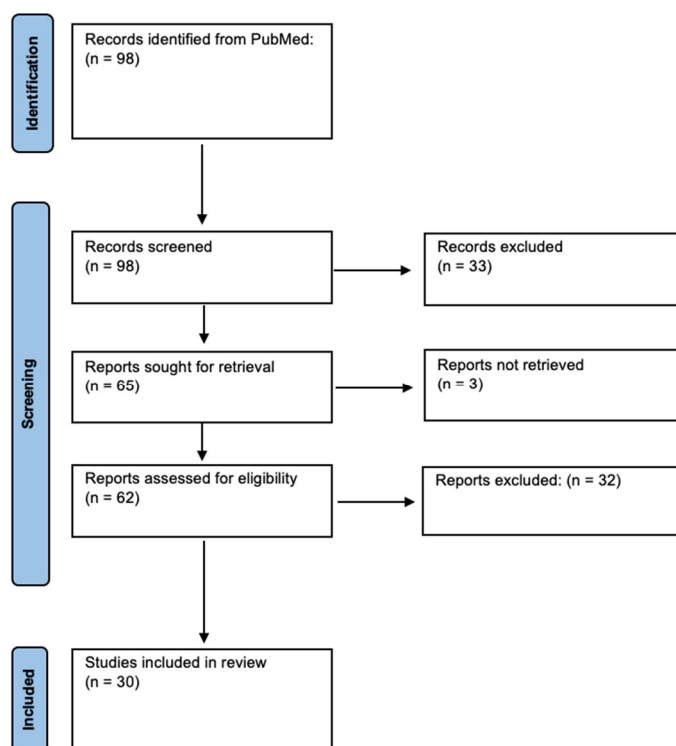 Identification
Records identified from PubMed:
(n = 98)
Screening
Records screened
(n = 98)
Records excluded
(n = 33)
Reports sought for retrieval
(n = 65)
Reports not retrieved
(n = 3)
Reports assessed for eligibility
(n = 62)
Reports excluded: (n = 32)
Included
Studies included in review
(n = 30)